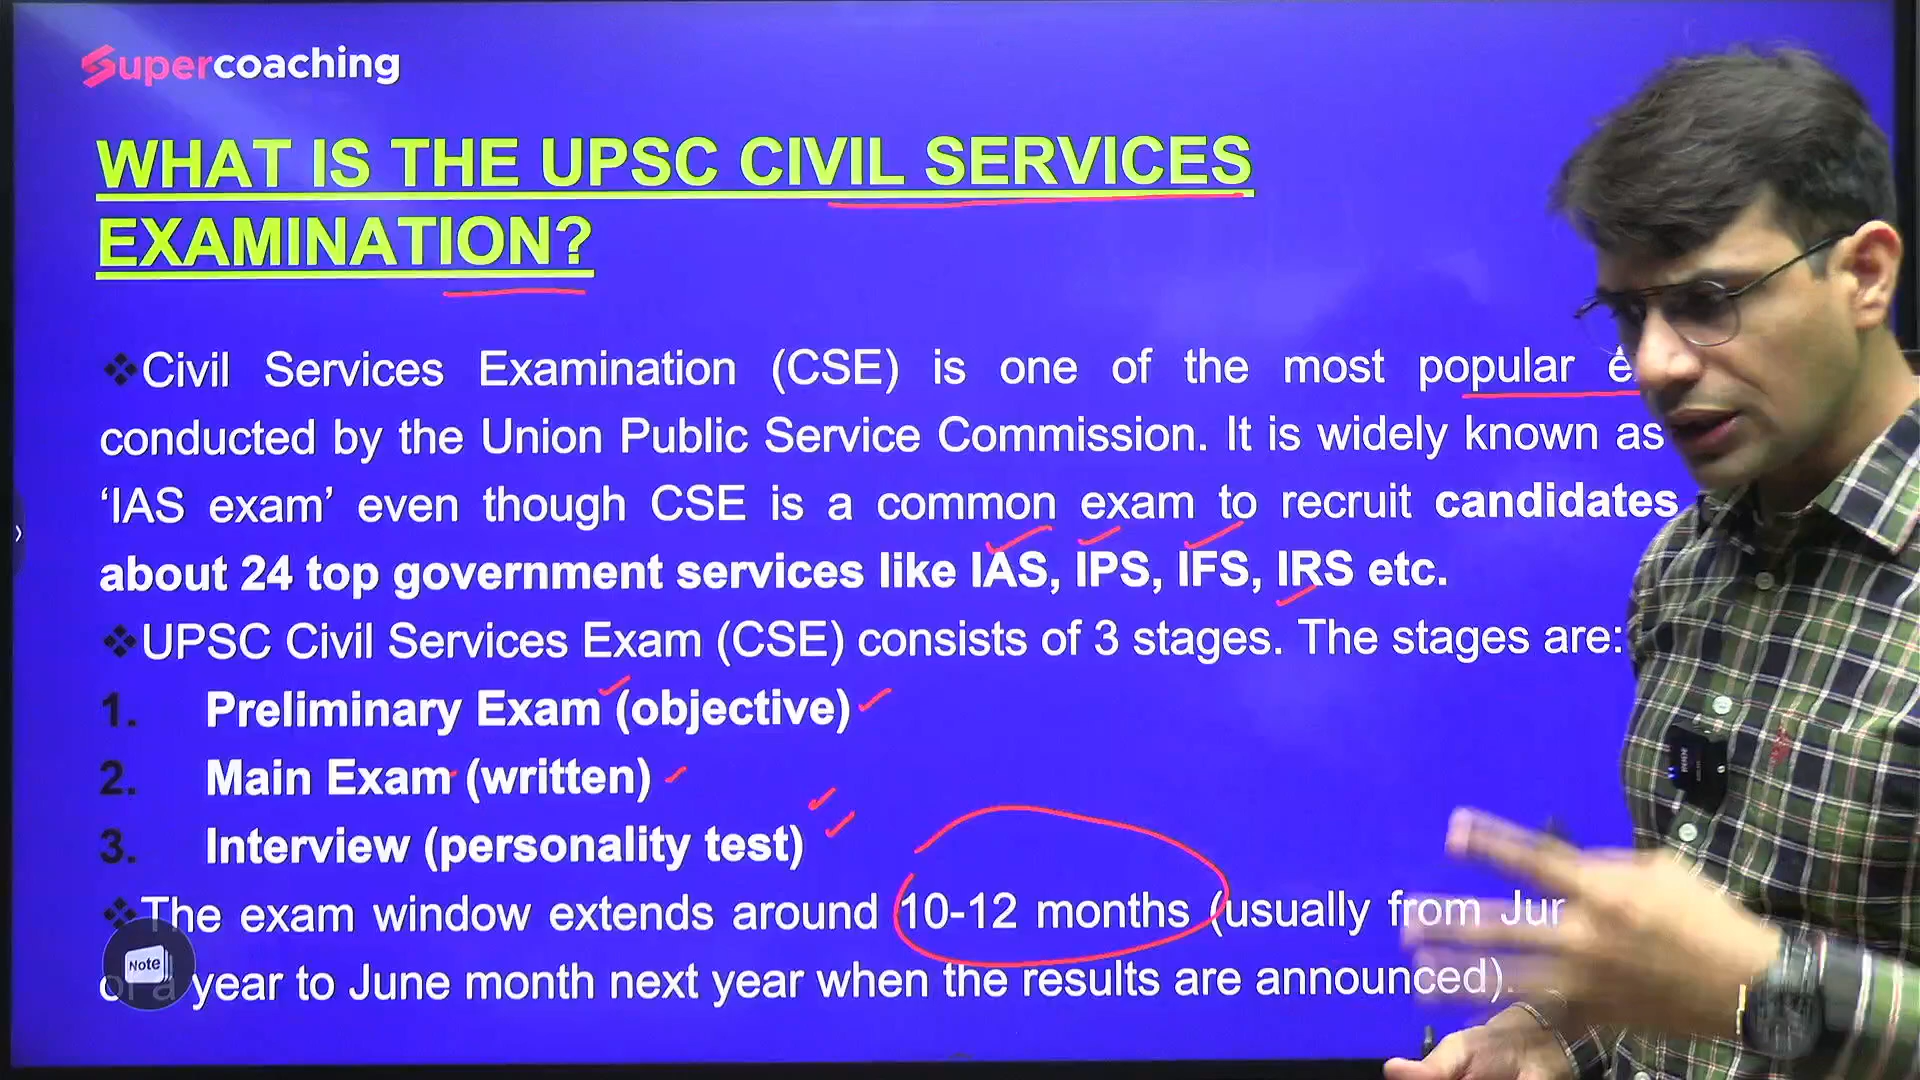 Supercoaching
WHAT IS THE UPSC CIVIL SERVICES
EXAMINATION?
❖Civil Services Examination (CSE) is one of the most popular
conducted by the Union Public Service Commission. It is widely known as
‘IAS exam’ even though CSE is a common exam to recruit candidates
about 24 top government services like IAS, IPS, IFS, IRS etc.
❖UPSC Civil Services Exam (CSE) consists of 3 stages. The stages are:
1. Preliminary Exam (objective)
2. Main Exam (written)
3. Interview (personality test)
❖The exam window extends around 10-12 months (usually from
of a year to June month next year when the results are announced).
Note